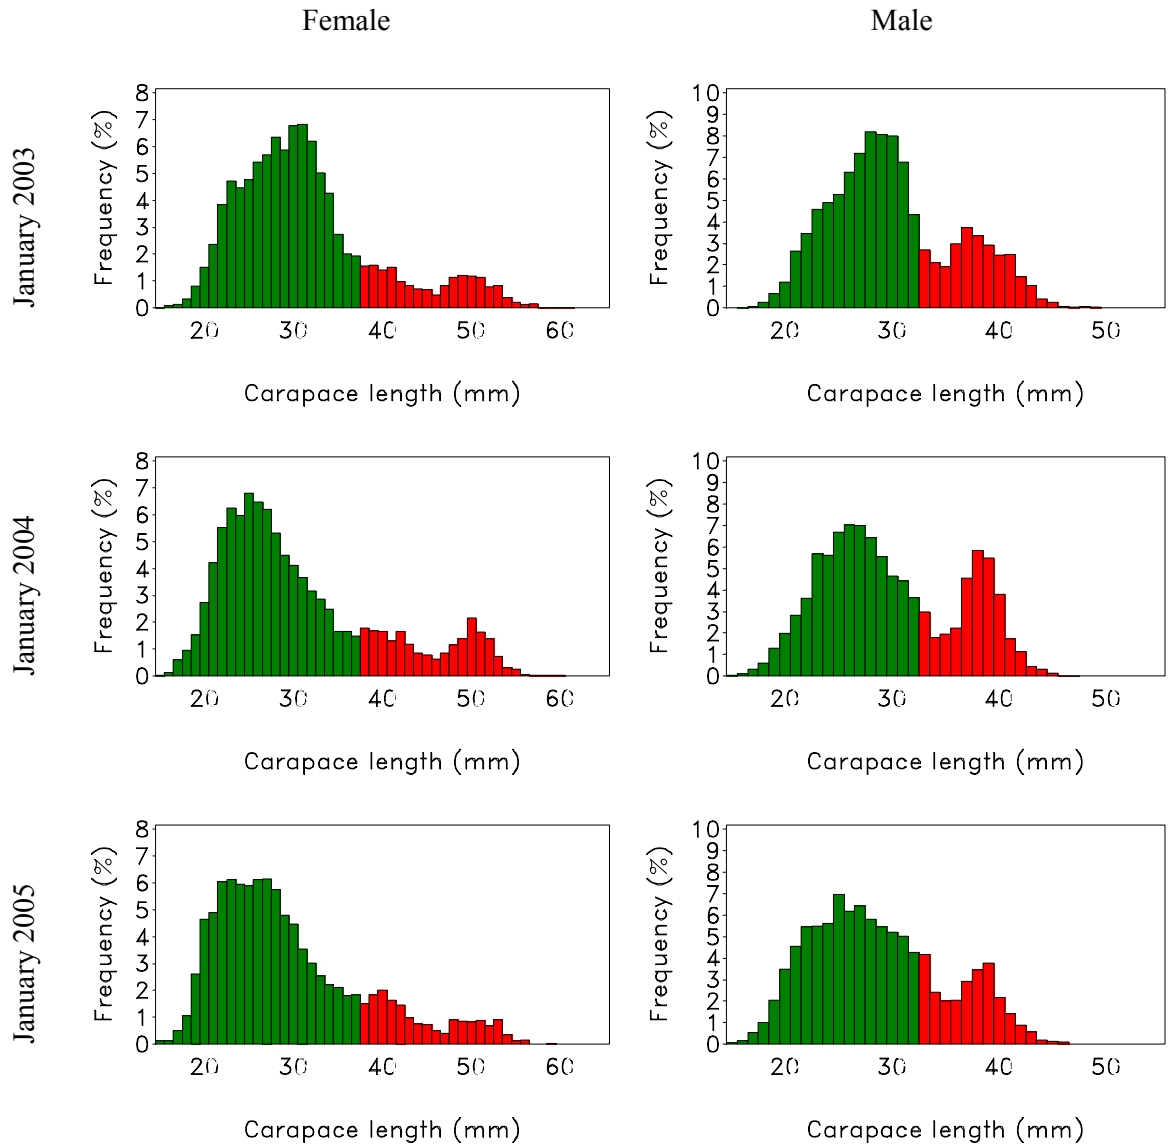 Female Male
January 2003
Frequency (%)
8
7
6
5
4
3
2
1
0
20 30 40 50 60
Carapace length (mm)
Frequency (%)
10
9
8
7
6
5
4
3
2
1
0
20 30 40 50
Carapace length (mm)
January 2004
Frequency (%)
8
7
6
5
4
3
2
1
0
20 30 40 50 60
Carapace length (mm)
Frequency (%)
10
9
8
7
6
5
4
3
2
1
0
20 30 40 50
Carapace length (mm)
January 2005
Frequency (%)
8
7
6
5
4
3
2
1
0
20 30 40 50 60
Carapace length (mm)
Frequency (%)
10
9
8
7
6
5
4
3
2
1
0
20 30 40 50
Carapace length (mm)